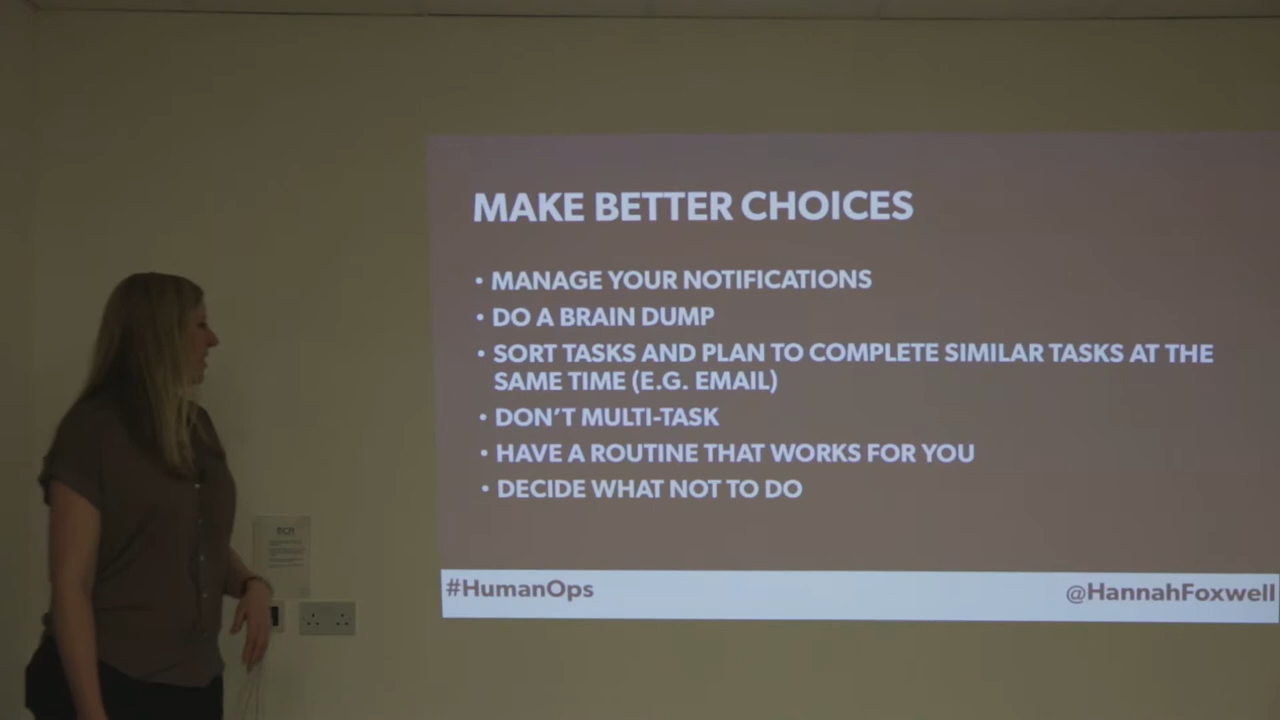 MAKE BETTER CHOICES
• MANAGE YOUR NOTIFICATIONS
• DO A BRAIN DUMP
• SORT TASKS AND PLAN TO COMPLETE SIMILAR TASKS AT THE
SAME TIME (E.G. EMAIL)
• DON'T MULTI-TASK
• HAVE A ROUTINE THAT WORKS FOR YOU
• DECIDE WHAT NOT TO DO
#HumanOps
@HannahFoxwell